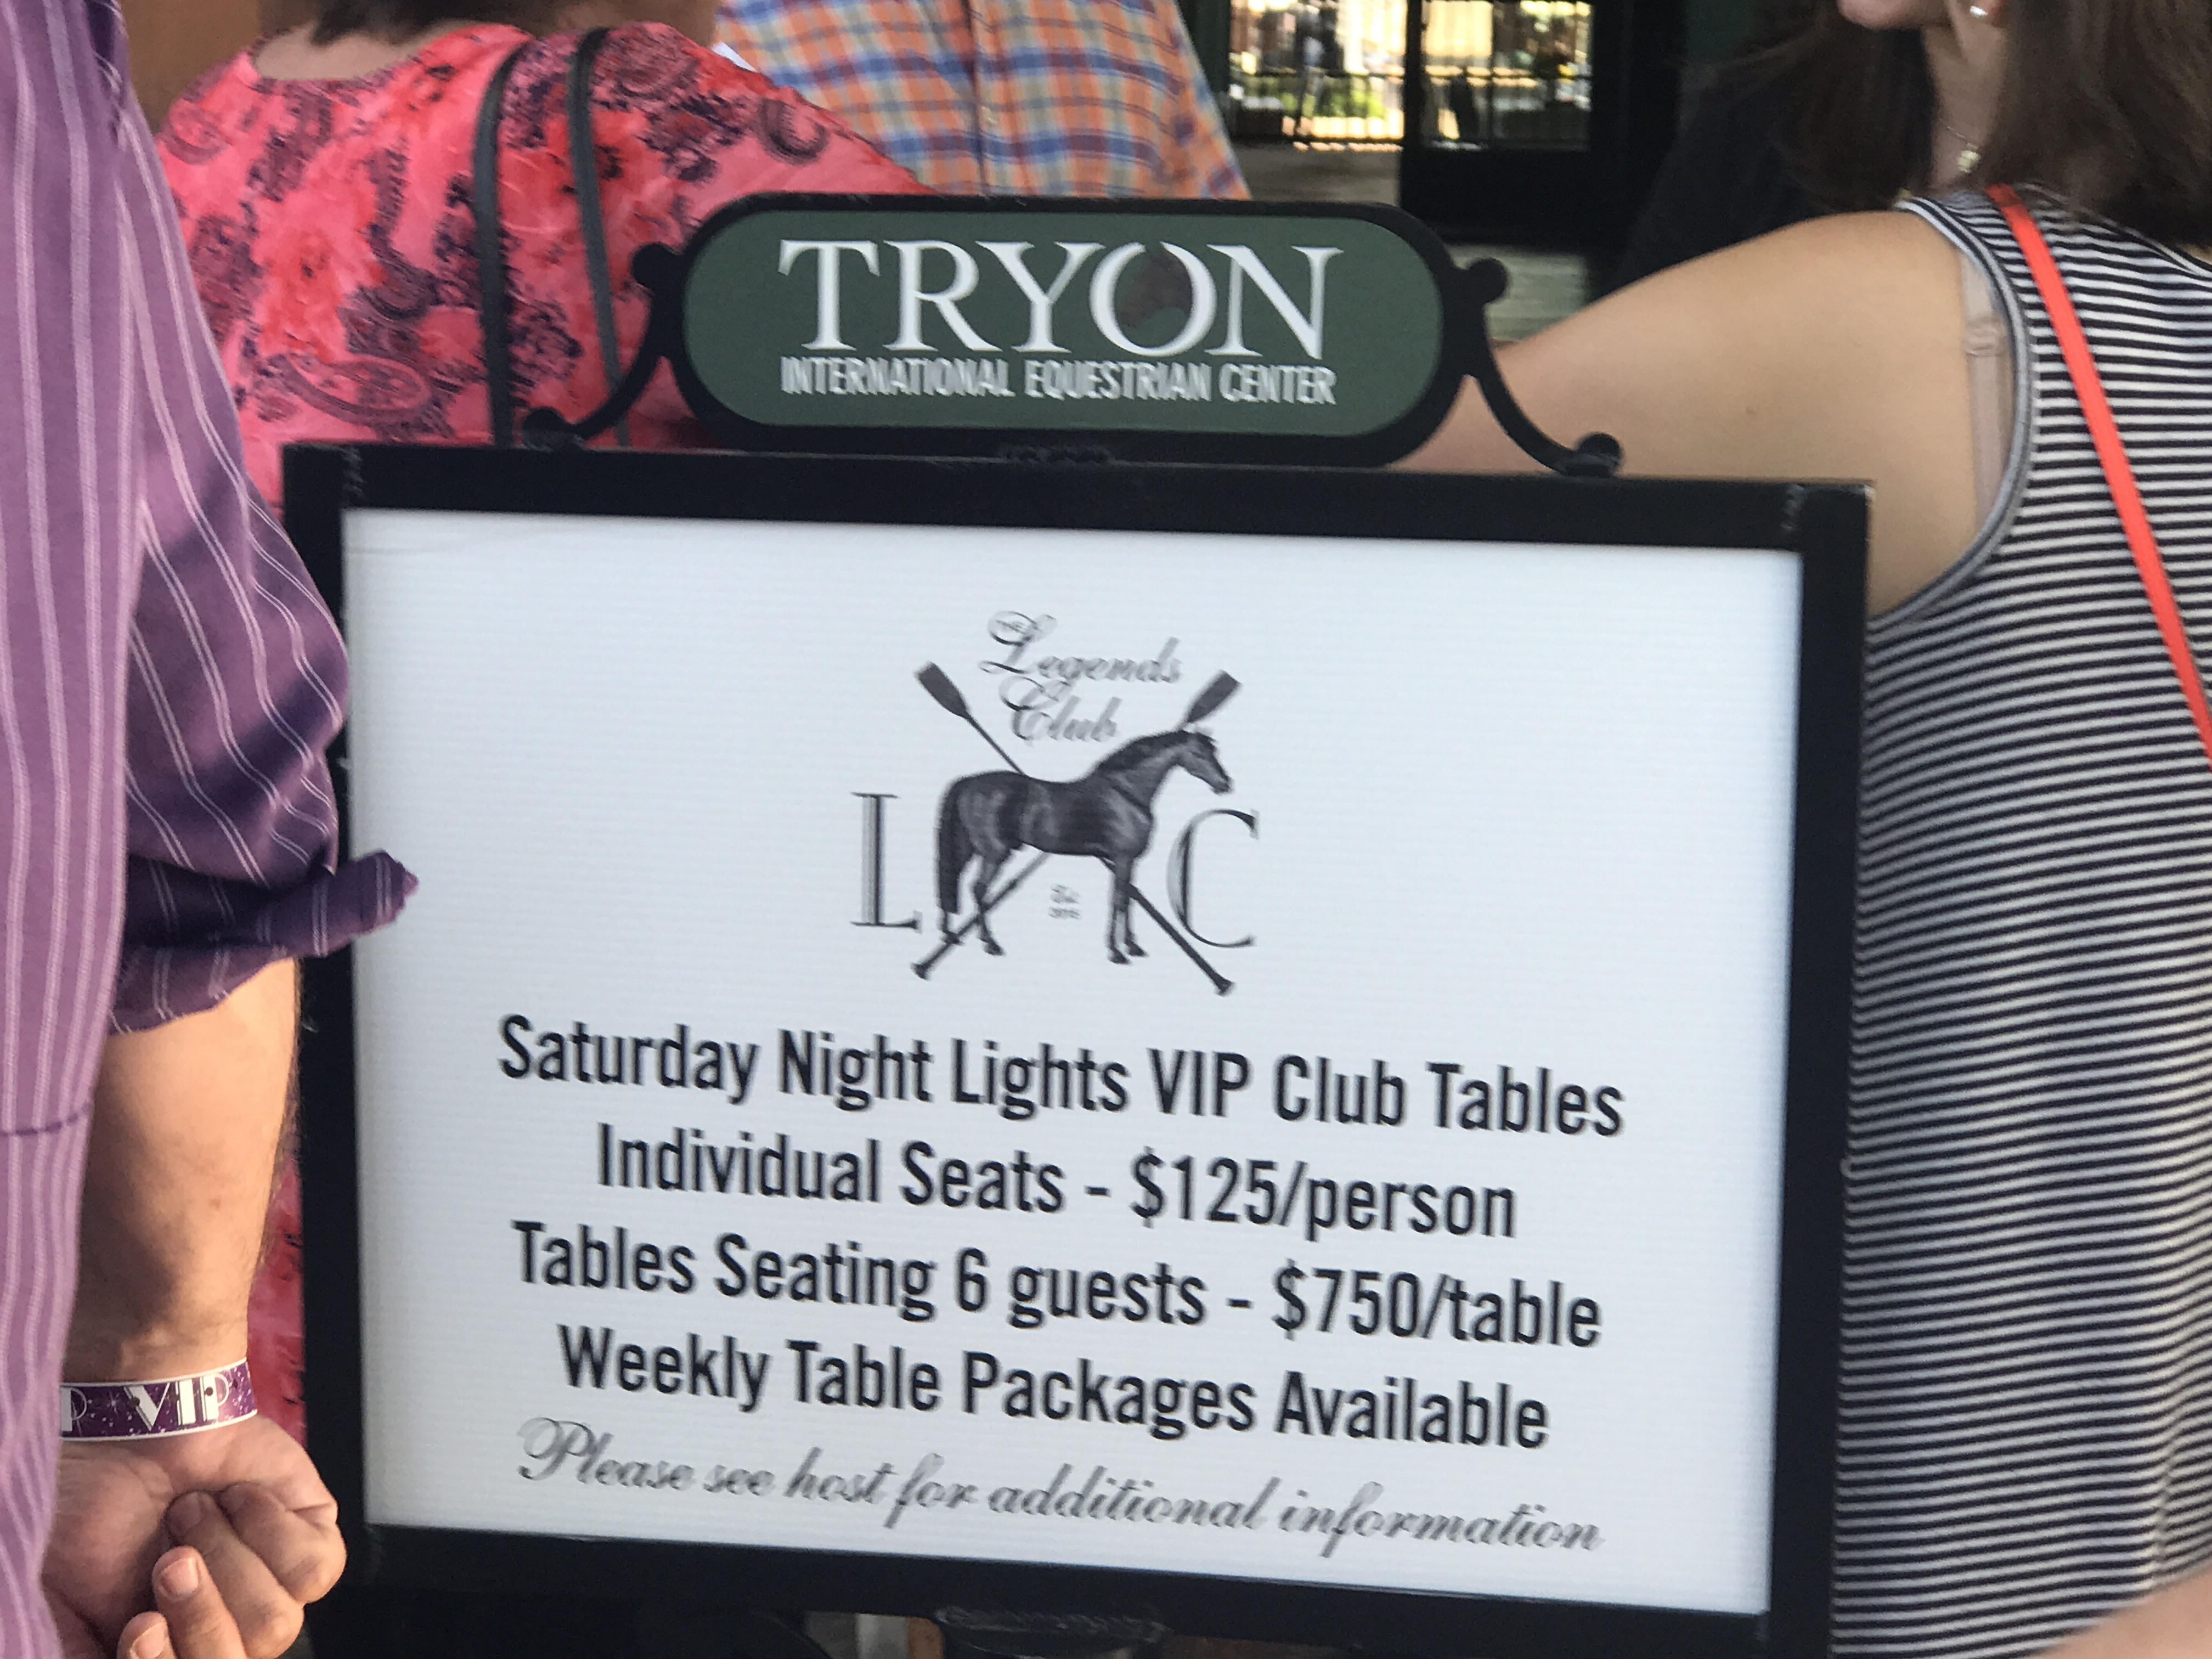 TRYON
INTERNATIONAL EQUESTRIAN CENTER
THE Legends
Club
L C
Saturday Night Lights VIP Club Tables
Individual Seats - $125/person
Tables Seating 6 guests - $750/table
Weekly Table Packages Available
Please see host for additional information
VIP